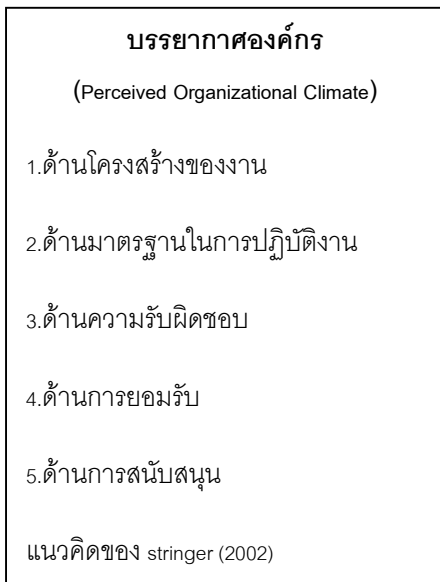 บรรยากาศองค์กร
(Perceived Organizational Climate)
1.ด้านโครงสร้างของงาน
2.ด้านมาตรฐานในการปฏิบัติงาน
3.ด้านความรับผิดชอบ
4.ด้านการยอมรับ
5.ด้านการสนับสนุน
แนวคิดของ stringer (2002)